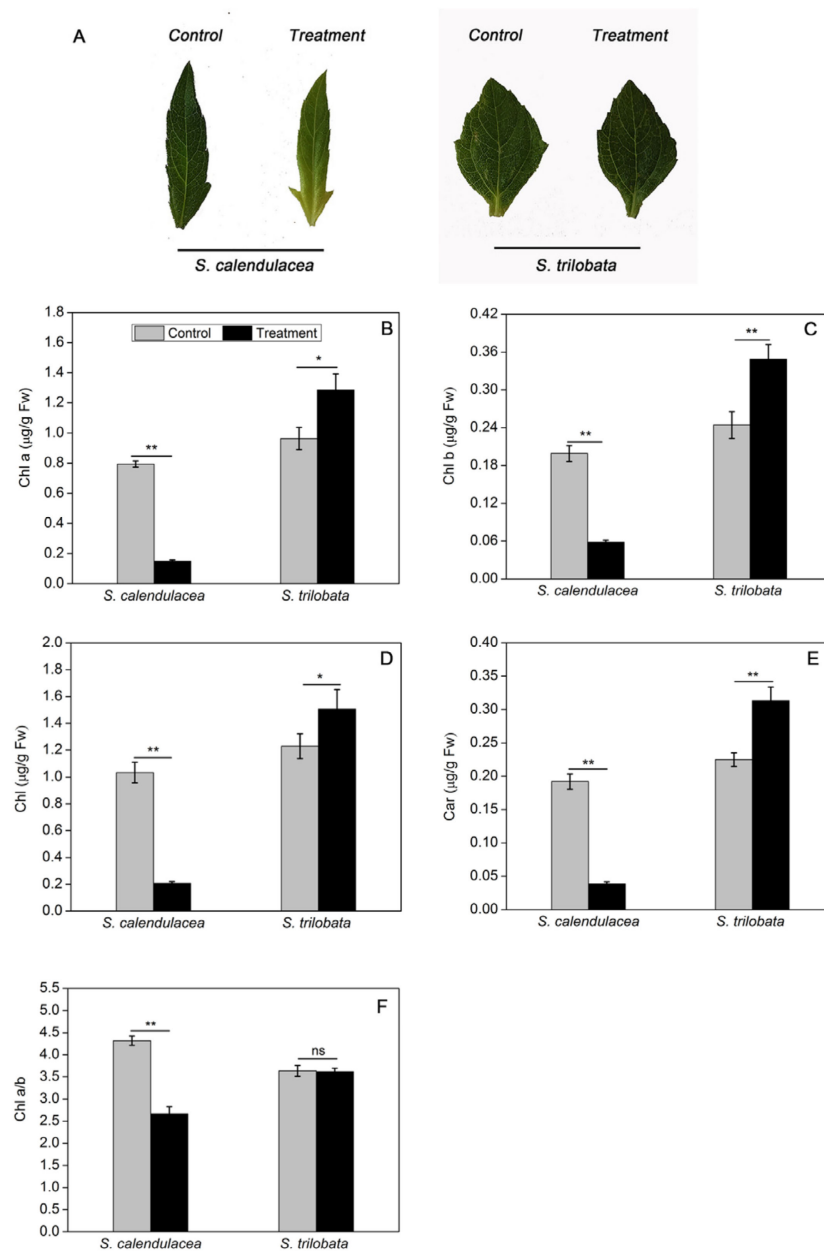 A
Control Treatment Control Treatment
S. calendulacea S. trilobata
B
Control Treatment
Chl a (μg/g Fw)
1.8
1.6
1.4
1.2
1.0
0.8
0.6
0.4
0.2
0.0
**
*
S. calendulacea S. trilobata
C
Chl b (μg/g Fw)
0.42
0.36
0.30
0.24
0.18
0.12
0.06
0.00
**
**
S. calendulacea S. trilobata
D
Chl (μg/g Fw)
2.0
1.8
1.6
1.4
1.2
1.0
0.8
0.6
0.4
0.2
0.0
**
*
S. calendulacea S. trilobata
E
Car (μg/g Fw)
0.40
0.35
0.30
0.25
0.20
0.15
0.10
0.05
0.00
**
**
S. calendulacea S. trilobata
F
Chl a/b
5.5
5.0
4.5
4.0
3.5
3.0
2.5
2.0
1.5
1.0
0.5
0.0
**
ns
S. calendulacea S. trilobata